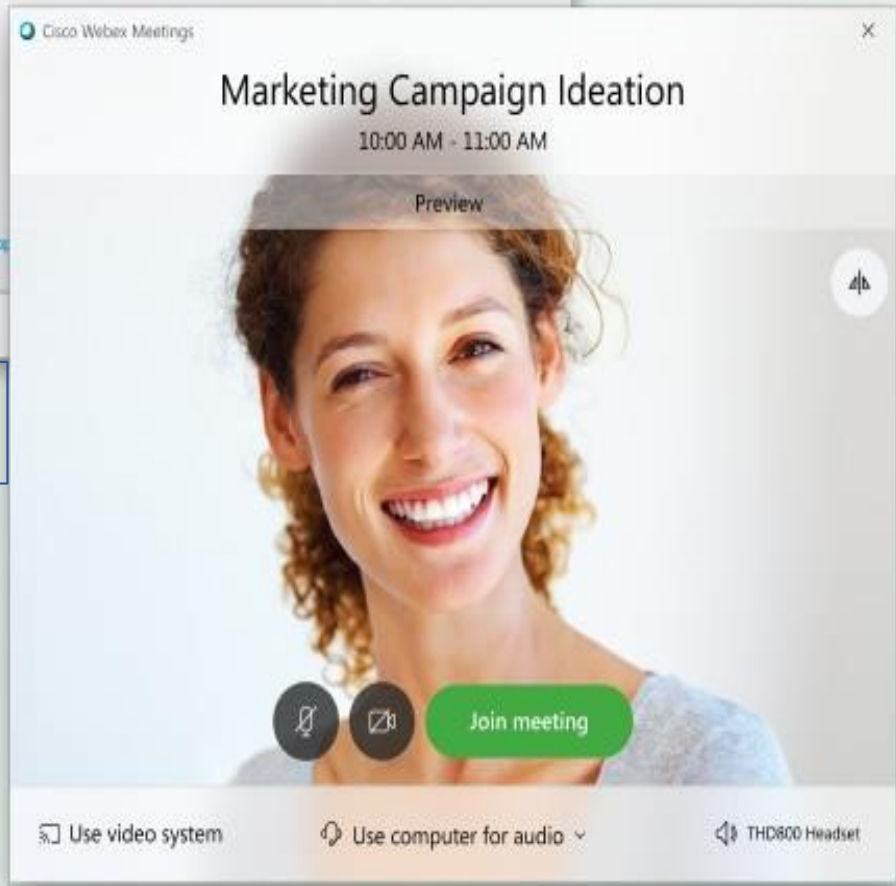 Cisco Webex Meetings
Marketing Campaign Ideation
10:00 AM - 11:00 AM
Preview
Join meeting
Use video system
Use computer for audio
THD800 Headset